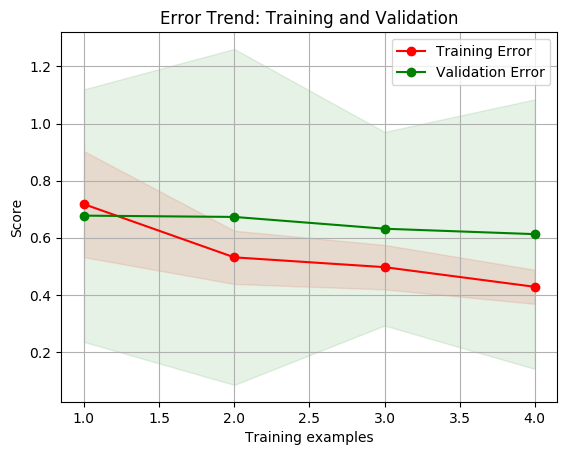 Error Trend: Training and Validation
Training Error
Validation Error
1.2
1.0
0.8
0.6
0.4
0.2
Score
1.0 1.5 2.0 2.5 3.0 3.5 4.0
Training examples